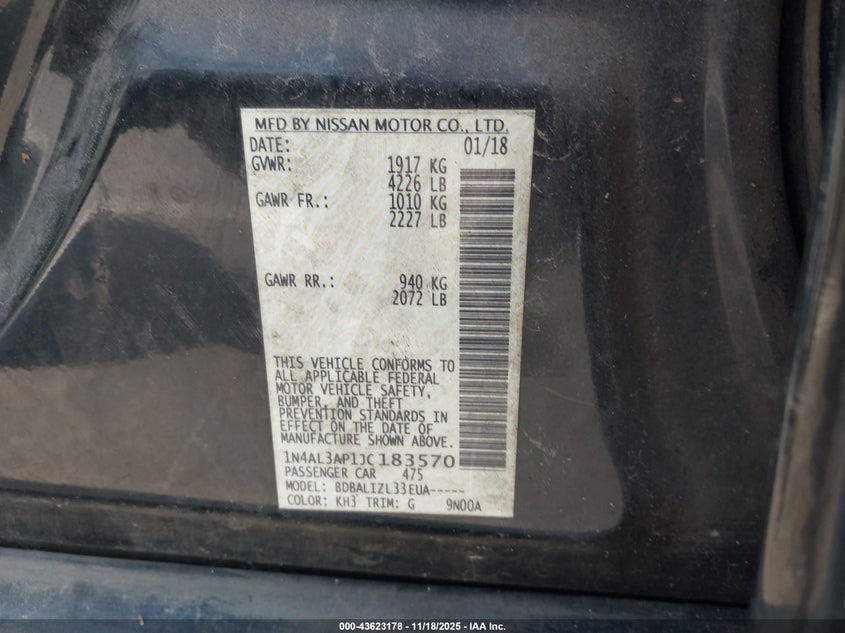 MFD BY NISSAN MOTOR CO., LTD.
DATE: 01/18
GVWR: 1917 KG
4226 LB
GAWR FR.: 1010 KG
2227 LB
GAWR RR.: 940 KG
2072 LB
THIS VEHICLE CONFORMS TO
ALL APPLICABLE FEDERAL
MOTOR VEHICLE SAFETY,
BUMPER, AND THEFT
PREVENTION STANDARDS IN
EFFECT ON THE DATE OF
MANUFACTURE SHOWN ABOVE.
1N4AL3AP1JC183570
PASSENGER CAR 475
MODEL: BDBALIZL33EUA-----
COLOR: KH3 TRIM: G 9N00A
000-43623178 - 11/18/2025 - IAA Inc.